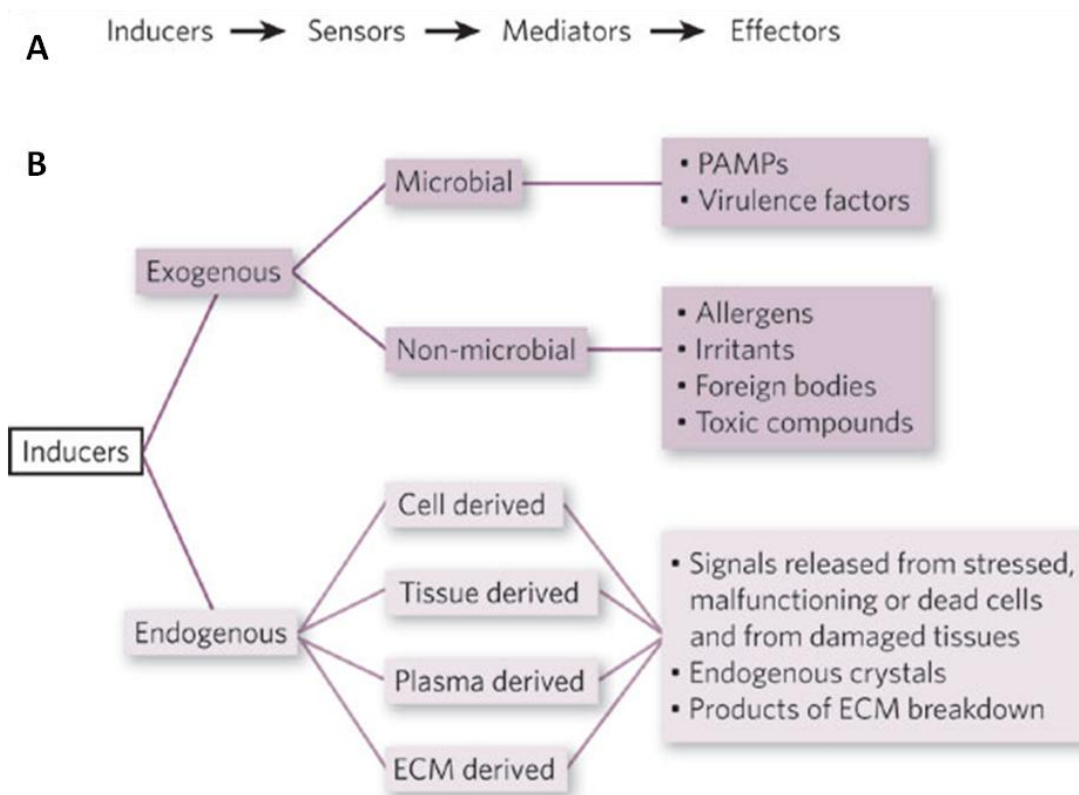 A
Inducers → Sensors → Mediators → Effectors
B
Inducers
Exogenous
Microbial
• PAMPs
• Virulence factors
Non-microbial
• Allergens
• Irritants
• Foreign bodies
• Toxic compounds
Endogenous
Cell derived
Tissue derived
Plasma derived
ECM derived
• Signals released from stressed,
malfunctioning or dead cells
and from damaged tissues
• Endogenous crystals
• Products of ECM breakdown